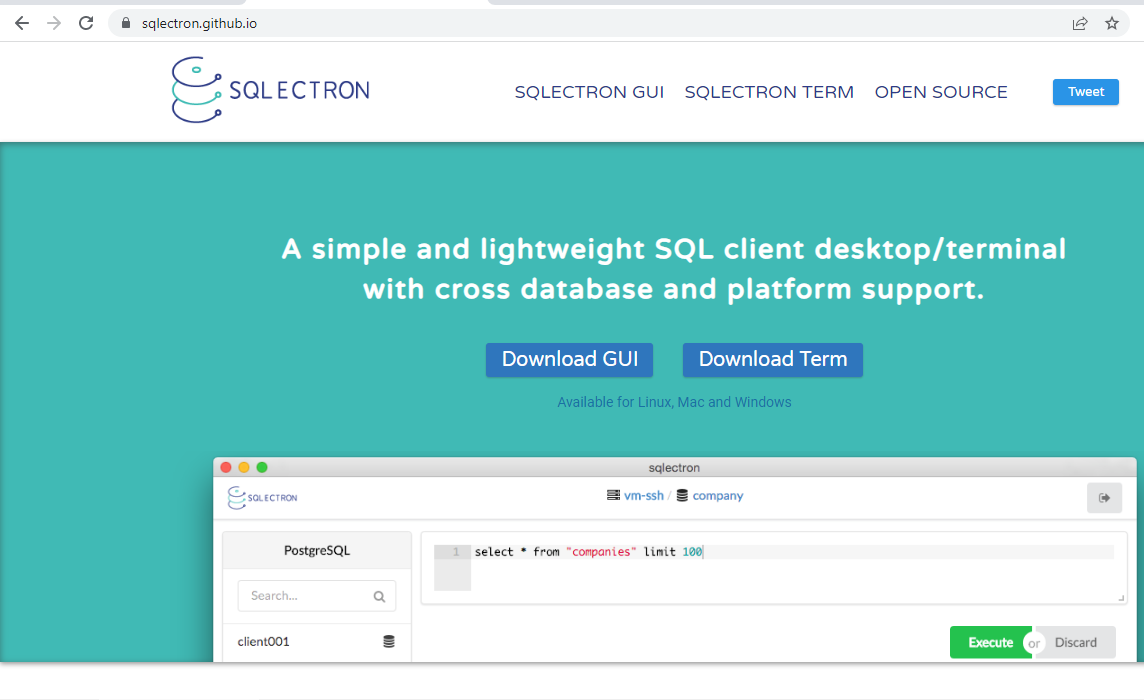 sqlectron.github.io
SQLECTRON
SQLECTRON GUI SQLECTRON TERM OPEN SOURCE Tweet
A simple and lightweight SQL client desktop/terminal
with cross database and platform support.
Download GUI Download Term
Available for Linux, Mac and Windows
sqlectron
SQLECTRON
vm-ssh / company
PostgreSQL
1 select * from "companies" limit 100
Search...
client001
Execute or Discard